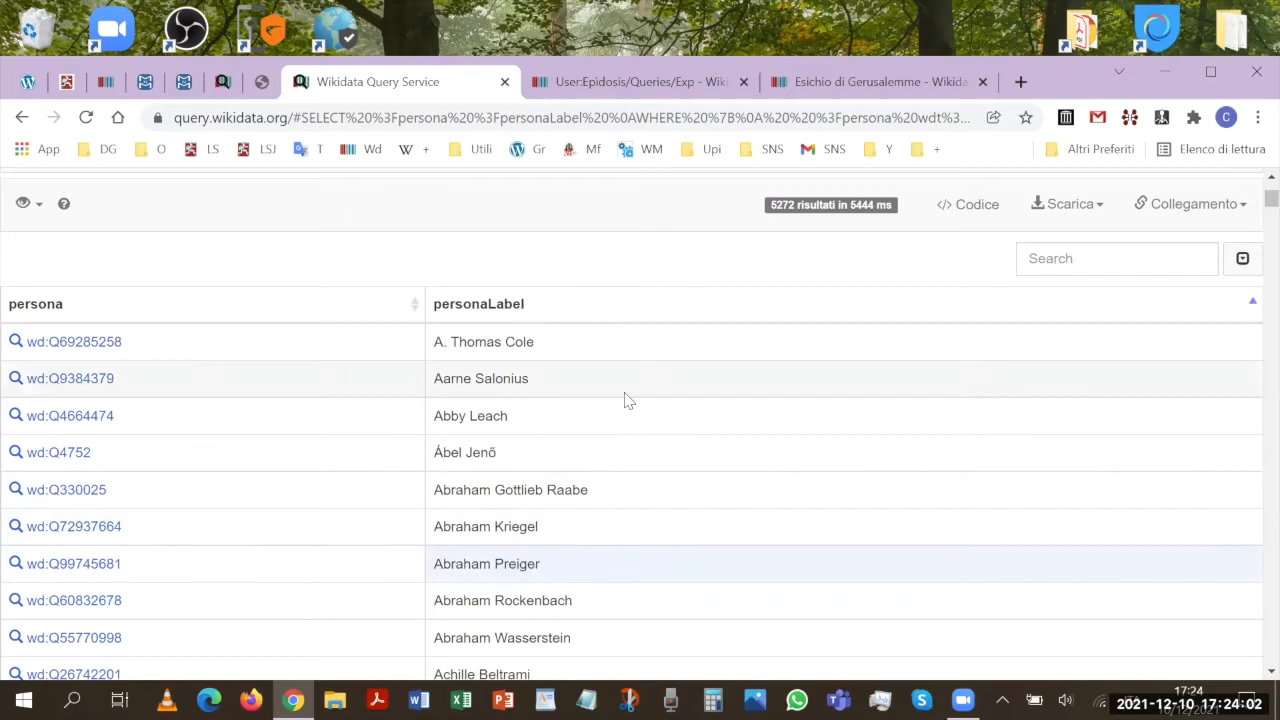 Wikidata Query Service
User:Epìdosis/Queries/Exp - Wiki
Esichio di Gerusalemme - Wikida
query.wikidata.org/#SELECT%20%3Fpersona%20%3FpersonaLabel%20%0AWHERE%20%7B%0A%20%20%3Fpersona%20wdt%3...
App DG O LS LSJ T Wd + Utili Gr Mf WM Upi SNS SNS Y + Altri Preferiti Elenco di lettura
5272 risultati in 5444 ms </> Codice Scarica Collegamento
Search
persona personaLabel
wd:Q69285258 A. Thomas Cole
wd:Q9384379 Aarne Salonius
wd:Q4664474 Abby Leach
wd:Q4752 Ábel Jenő
wd:Q330025 Abraham Gottlieb Raabe
wd:Q72937664 Abraham Kriegel
wd:Q99745681 Abraham Preiger
wd:Q60832678 Abraham Rockenbach
wd:Q55770998 Abraham Wasserstein
wd:Q26742201 Achille Beltrami
17:24
2021-12-10 17:24:02